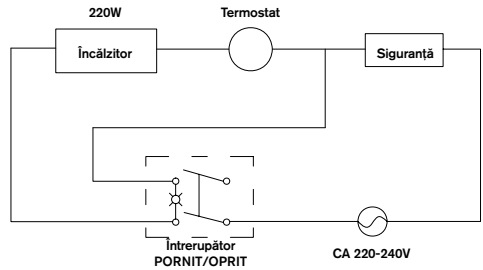 220W
Termostat
Încălzitor
Siguranță
Întrerupător
PORNIT/OPRIT
CA 220-240V